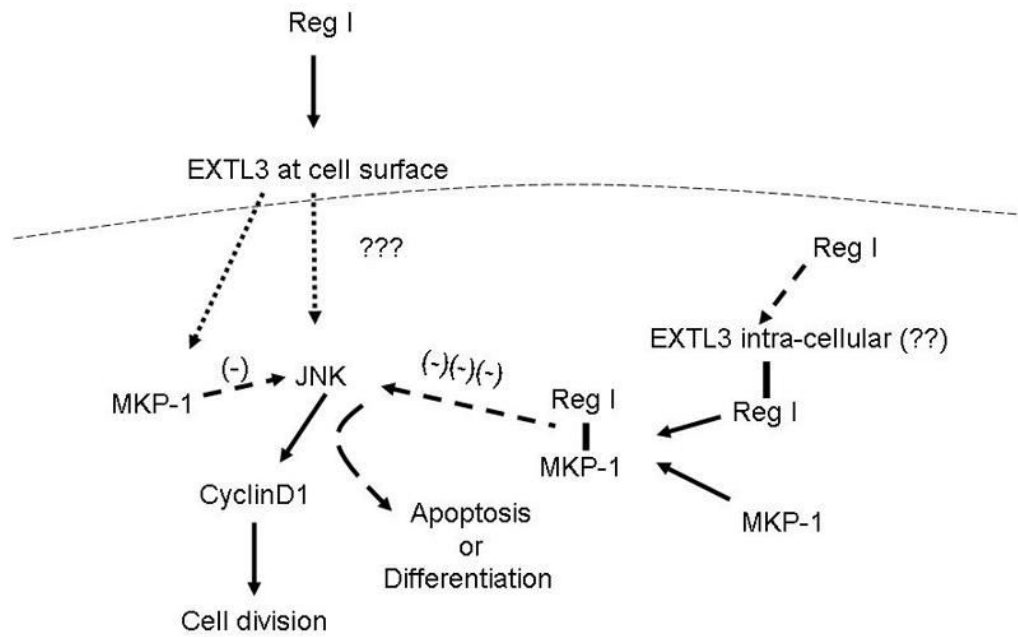 Reg I
EXTL3 at cell surface
???
Reg I
EXTL3 intra-cellular (??)
Reg I
(-)
JNK
(-)(-)(-)
MKP-1
Reg I
MKP-1
MKP-1
CyclinD1
Apoptosis
or
Differentiation
Cell division